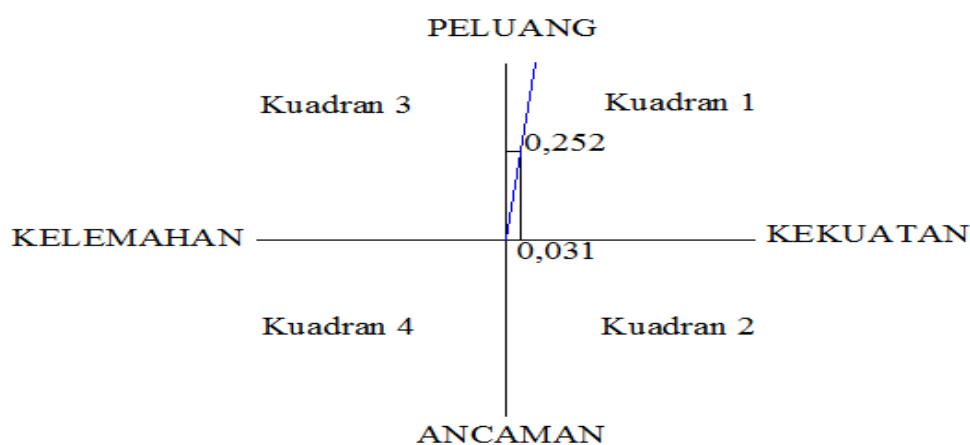 PELUANG
Kuadran 3
Kuadran 1
0,252
KELEMAHAN
KEKUATAN
0,031
Kuadran 4
Kuadran 2
ANCAMAN